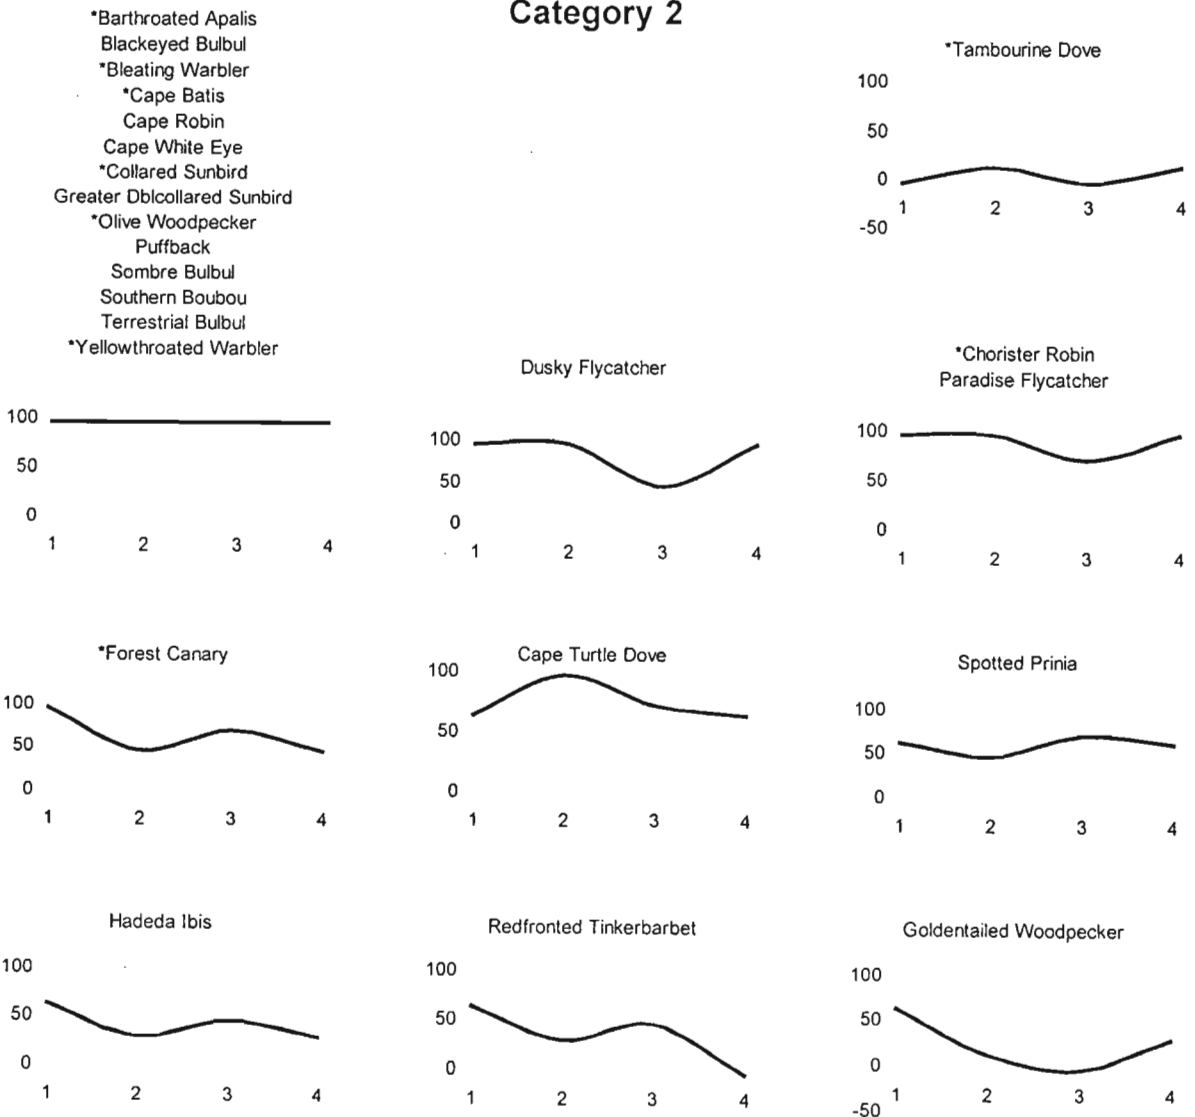 Category 2
*Barthroated Apalis
Blackeyed Bulbul
*Bleating Warbler
*Cape Batis
Cape Robin
Cape White Eye
*Collared Sunbird
Greater Dblcollared Sunbird
*Olive Woodpecker
Puffback
Sombre Bulbul
Southern Boubou
Terrestrial Bulbul
*Yellowthroated Warbler
100
50
0
1 2 3 4
*Tambourine Dove
100
50
0
1 2 3 4
-50
Dusky Flycatcher
100
50
0
1 2 3 4
*Chorister Robin
Paradise Flycatcher
100
50
0
1 2 3 4
*Forest Canary
100
50
0
1 2 3 4
Cape Turtle Dove
100
50
0
1 2 3 4
Spotted Prinia
100
50
0
1 2 3 4
Hadeda Ibis
100
50
0
1 2 3 4
Redfronted Tinkerbarbet
100
50
0
1 2 3 4
Goldentailed Woodpecker
100
50
0
1 2 3 4
-50